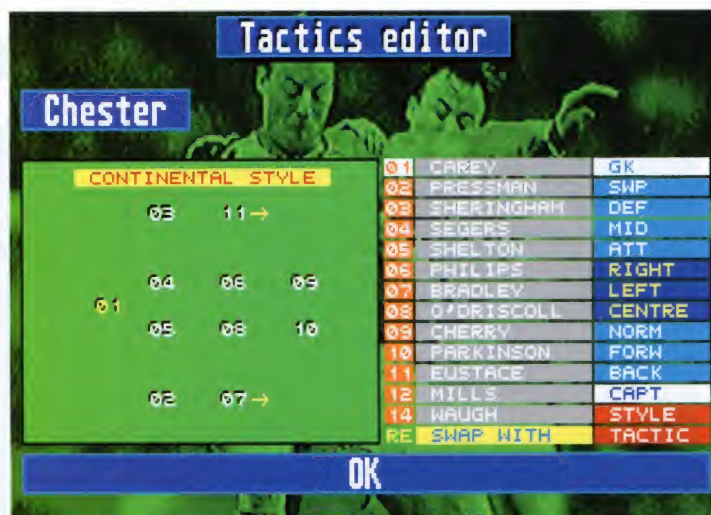 Tactics editor
Chester
CONTINENTAL STYLE
03 11→
04 06 09
01
05 08 10
02 07→
01 CAREY GK
02 PRESSMAN SWP
03 SHERINGHAM DEF
04 SEGERS MID
05 SHELTON ATT
06 PHILIPS RIGHT
07 BRADLEY LEFT
08 O'DRISCOLL CENTRE
09 CHERRY NORM
10 PARKINSON FORW
11 EUSTACE BACK
12 MILLS CAPT
14 WAUGH STYLE
RE SWAP WITH TACTIC
OK